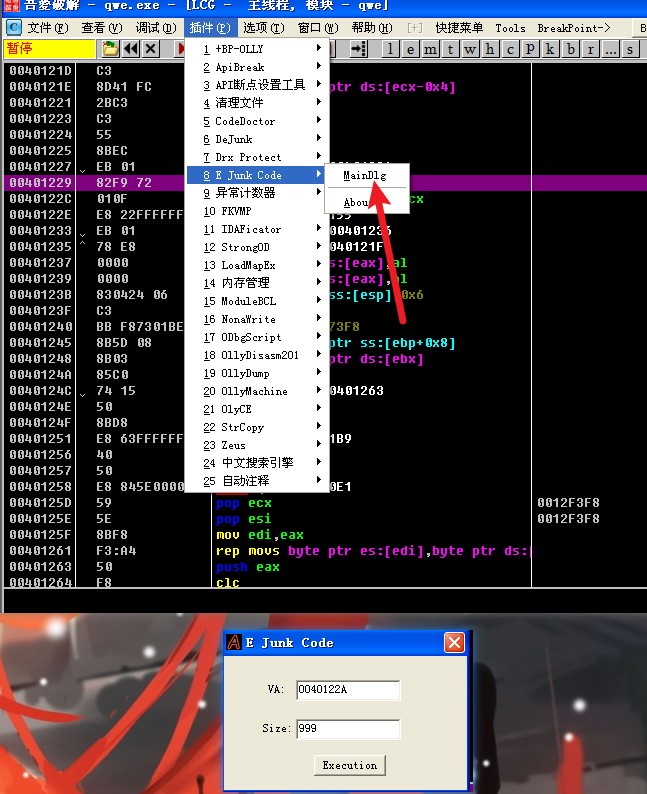 吾爱破解 - qwe.exe - [LCG -  主线程, 模块 - qwe]
C 文件(F) 查看(V) 调试(D) 插件(P) 选项(T) 窗口(W) 帮助(H) [+] 快捷菜单 Tools BreakPoint->
暂停 l e m t w h c p k b r ... s
0040121D C3
0040121E 8D41 FC ptr ds:[ecx-0x4]
00401221 2BC3
00401223 C3
00401224 55
00401225 8BEC
00401227 EB 01
00401229 82F9 72
0040122C 010F cx
0040122E E8 22FFFFFF
00401233 EB 01 00401236
00401235 78 E8 0040121F
00401237 0000 s:[eax],al
00401239 0000 s:[eax],al
0040123B 830424 06 ss:[esp],0x6
0040123F C3
00401240 BB F87301BE 73F8
00401245 8B5D 08 ptr ss:[ebp+0x8]
00401248 8B03 ptr ds:[ebx]
0040124A 85C0
0040124C 74 15 00401263
0040124E 50
0040124F 8BD8
00401251 E8 63FFFFFF 1B9
00401256 40
00401257 50
00401258 E8 845E0000 0E1
0040125D 59 pop ecx 0012F3F8
0040125E 5E pop esi 0012F3F8
0040125F 8BF8 mov edi,eax
00401261 F3:A4 rep movs byte ptr es:[edi],byte ptr ds:[
00401263 50 push eax
00401264 F8 clc
1 +BP-OLLY
2 ApiBreak
3 API断点设置工具
4 清理文件
5 CodeDoctor
6 DeJunk
7 Drx Protect
8 E Junk Code
9 异常计数器
10 FKVMP
11 IDAFicator
12 StrongOD
13 LoadMapEx
14 内存管理
15 ModuleBCL
16 NonaWrite
17 ODbgScript
18 OllyDisasm201
19 OllyDump
20 OllyMachine
21 OlyCE
22 StrCopy
23 Zeus
24 中文搜索引擎
25 自动注释
MainDlg
About
E Junk Code
VA: 0040122A
Size: 999
Execution